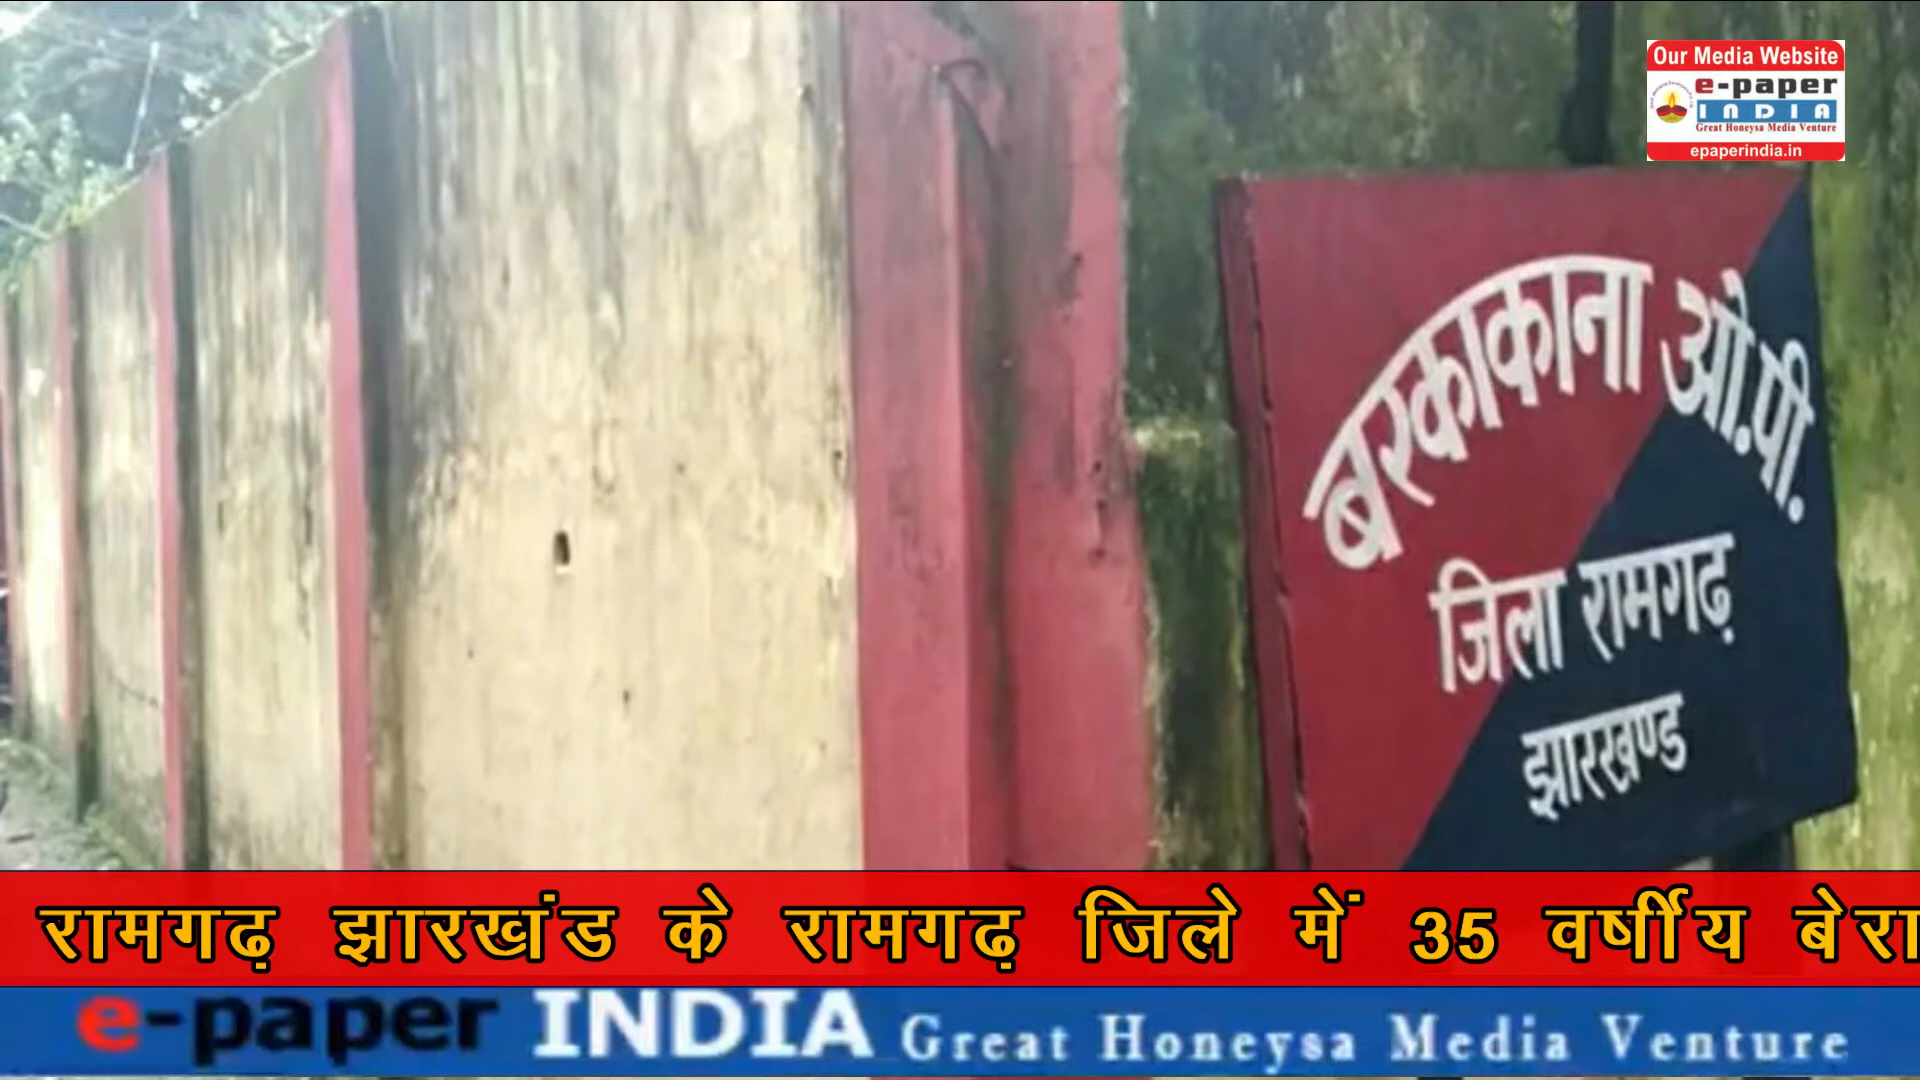 Our Media Website
e-paper
INDIA
Great Honeysa Media Venture
epaperindia.in
बरकाकाना ओ.पी.
जिला रामगढ़
झारखण्ड
रामगढ़ झारखंड के रामगढ़ जिले में 35 वर्षीय बेरा
e-paper INDIA Great Honeysa Media Venture